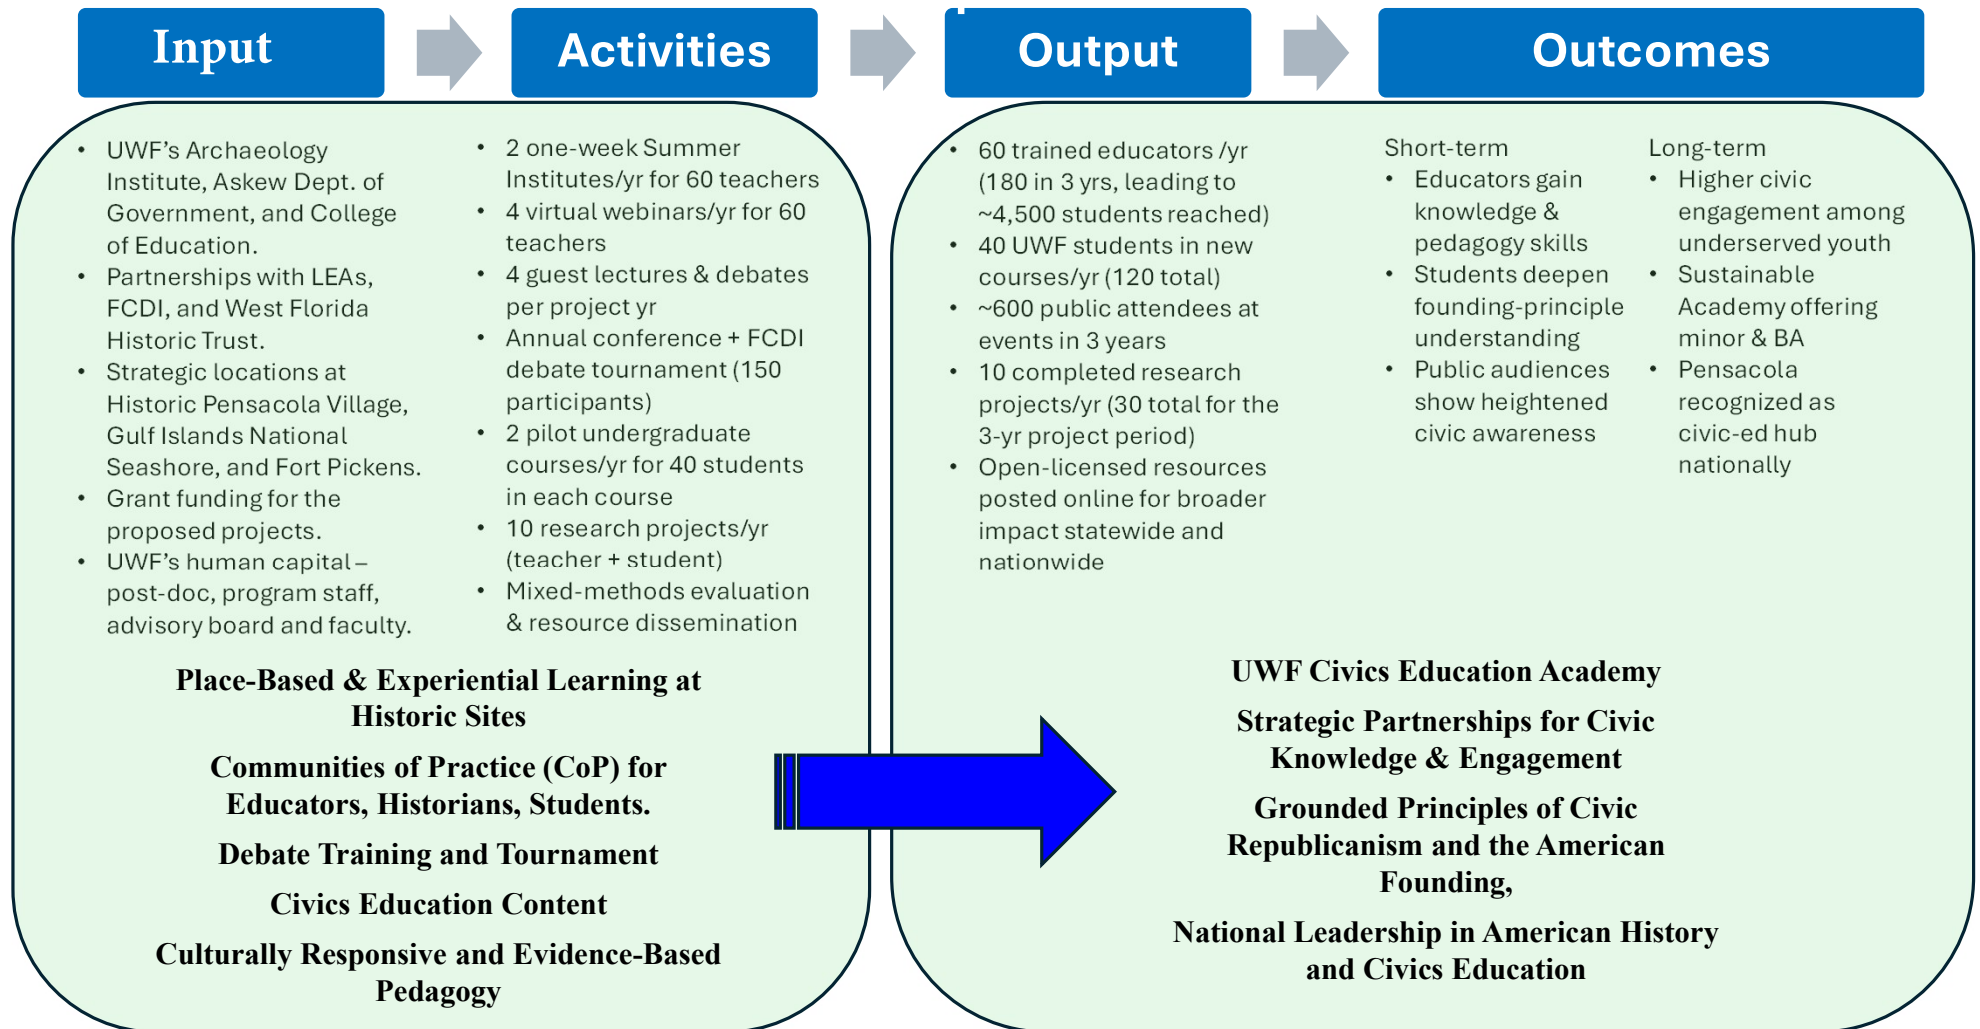 Input
Activities
Output
Outcomes
• UWF’s Archaeology
Institute, Askew Dept. of
Government, and College
of Education.
• Partnerships with LEAs,
FCDI, and West Florida
Historic Trust.
• Strategic locations at
Historic Pensacola Village,
Gulf Islands National
Seashore, and Fort Pickens.
• Grant funding for the
proposed projects.
• UWF’s human capital –
post-doc, program staff,
advisory board and faculty.
• 2 one-week Summer
Institutes/yr for 60 teachers
• 4 virtual webinars/yr for 60
teachers
• 4 guest lectures & debates
per project yr
• Annual conference + FCDI
debate tournament (150
participants)
• 2 pilot undergraduate
courses/yr for 40 students
in each course
• 10 research projects/yr
(teacher + student)
• Mixed-methods evaluation
& resource dissemination
Place-Based & Experiential Learning at
Historic Sites
Communities of Practice (CoP) for
Educators, Historians, Students.
Debate Training and Tournament
Civics Education Content
Culturally Responsive and Evidence-Based
Pedagogy
• 60 trained educators /yr
(180 in 3 yrs, leading to
~4,500 students reached)
• 40 UWF students in new
courses/yr (120 total)
• ~600 public attendees at
events in 3 years
• 10 completed research
projects/yr (30 total for the
3-yr project period)
• Open-licensed resources
posted online for broader
impact statewide and
nationwide
Short-term
• Educators gain
knowledge &
pedagogy skills
• Students deepen
founding-principle
understanding
• Public audiences
show heightened
civic awareness
Long-term
• Higher civic
engagement among
underserved youth
• Sustainable
Academy offering
minor & BA
• Pensacola
recognized as
civic-ed hub
nationally
UWF Civics Education Academy
Strategic Partnerships for Civic
Knowledge & Engagement
Grounded Principles of Civic
Republicanism and the American
Founding,
National Leadership in American History
and Civics Education